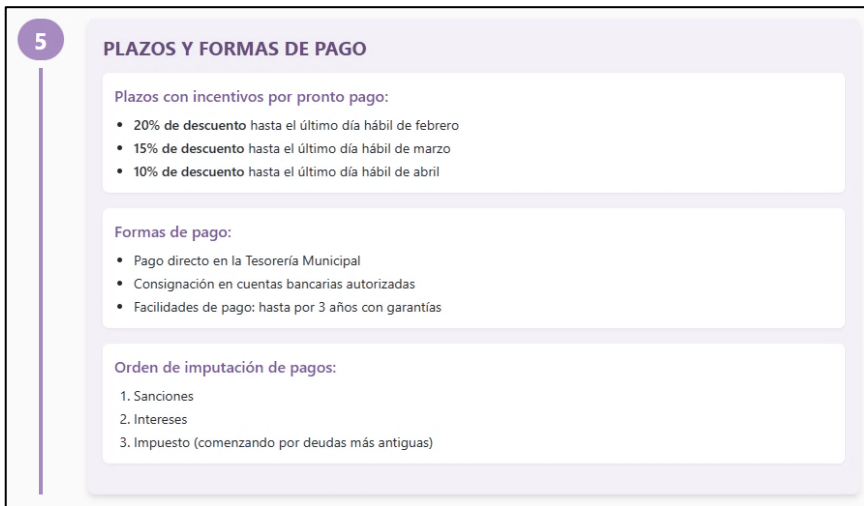 5
PLAZOS Y FORMAS DE PAGO
Plazos con incentivos por pronto pago:
• 20% de descuento hasta el último día hábil de febrero
• 15% de descuento hasta el último día hábil de marzo
• 10% de descuento hasta el último día hábil de abril
Formas de pago:
• Pago directo en la Tesorería Municipal
• Consignación en cuentas bancarias autorizadas
• Facilidades de pago: hasta por 3 años con garantías
Orden de imputación de pagos:
1. Sanciones
2. Intereses
3. Impuesto (comenzando por deudas más antiguas)